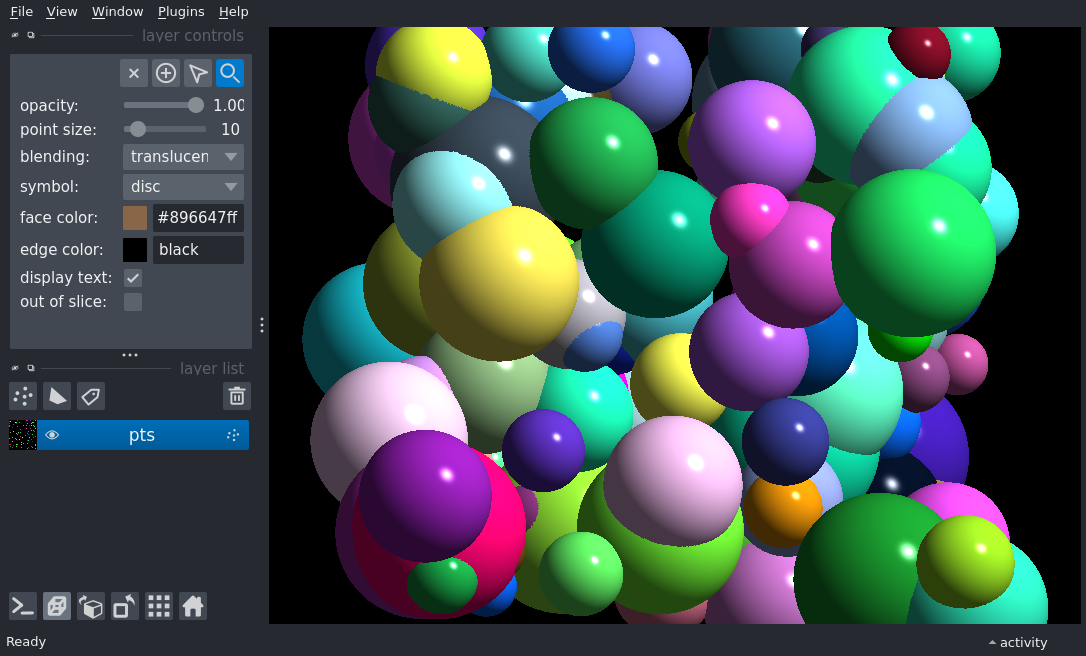 File View Window Plugins Help
layer controls
opacity: 1.00
point size: 10
blending: translucen
symbol: disc
face color: #896647ff
edge color: black
display text:
out of slice:
layer list
pts
Ready
activity